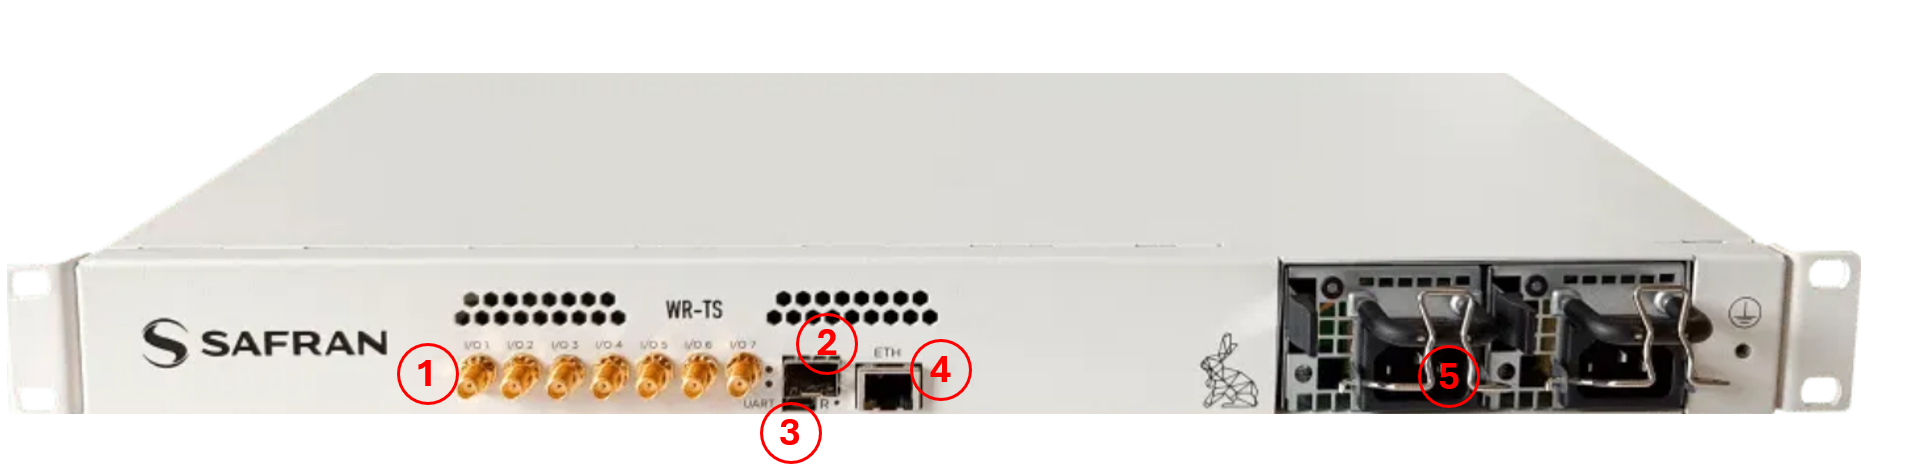 WR-TS
SAFRAN
I/O 1 I/O 2 I/O 3 I/O 4 I/O 5 I/O 6 I/O 7
ETH
UART R
1
2
3
4
5